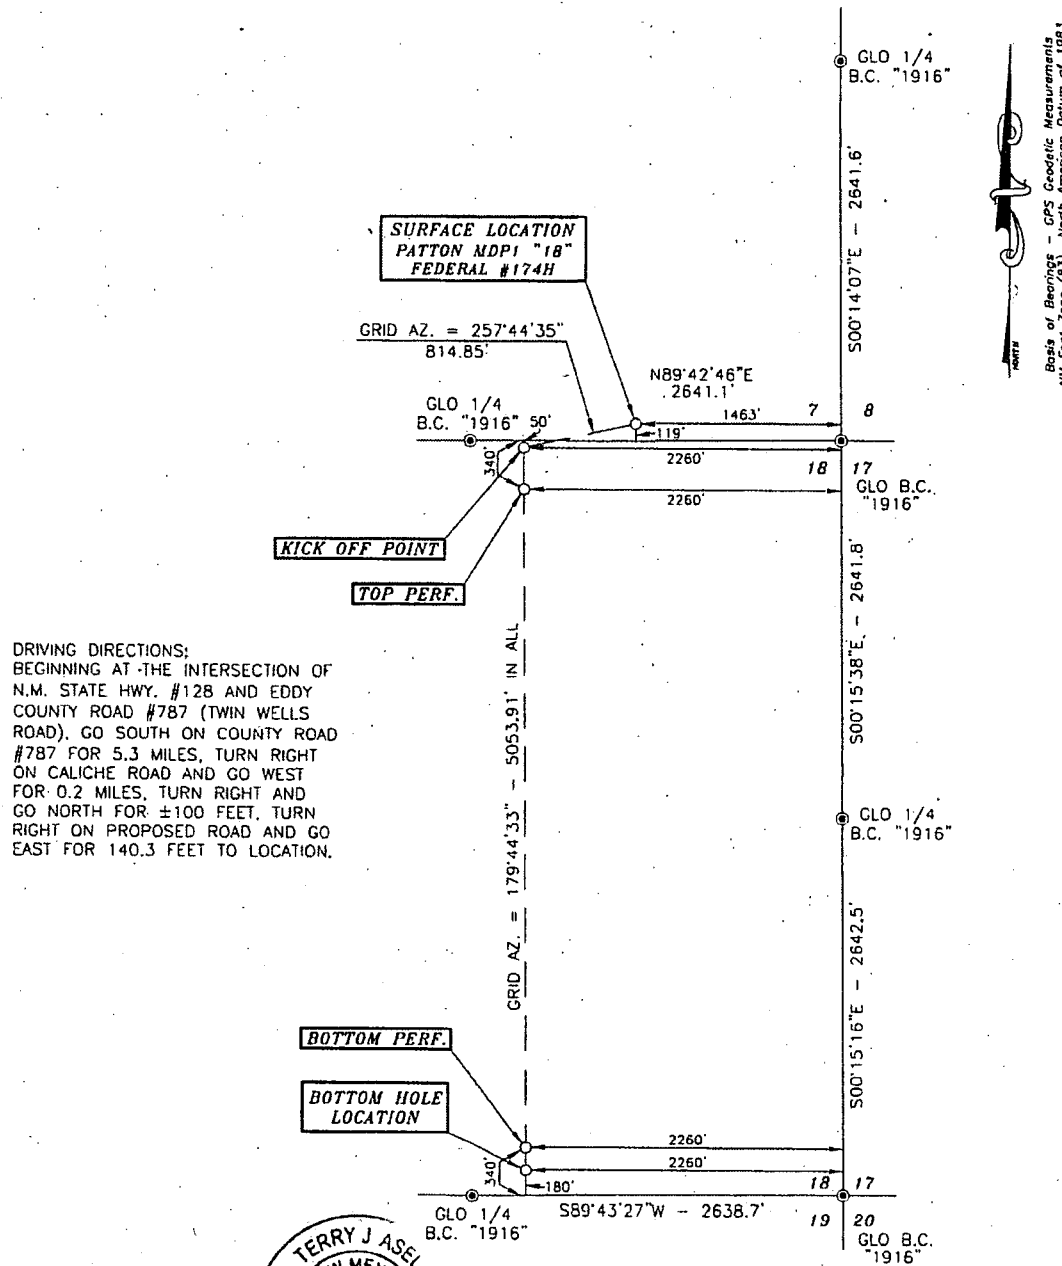 GLO 1/4
B.C. "1916"
S00°14'07"E - 2641.6'
NORTH
Basis of Bearings - GPS Geodetic Measurements
SURFACE LOCATION
PATTON MDP1 "18"
FEDERAL #174H
GRID AZ. = 257°44'35"
814.85'
N89°42'46"E
2641.1'
GLO 1/4
B.C. "1916"
50'
1463'
7
8
119'
340'
2260'
18
17
2260'
GLO B.C.
"1916"
KICK OFF POINT
TOP PERF.
S00°15'38"E - 2641.8'
DRIVING DIRECTIONS:
BEGINNING AT THE INTERSECTION OF
N.M. STATE HWY. #128 AND EDDY
COUNTY ROAD #787 (TWIN WELLS
ROAD), GO SOUTH ON COUNTY ROAD
#787 FOR 5.3 MILES, TURN RIGHT
ON CALICHE ROAD AND GO WEST
FOR 0.2 MILES, TURN RIGHT AND
GO NORTH FOR ±100 FEET, TURN
RIGHT ON PROPOSED ROAD AND GO
EAST FOR 140.3 FEET TO LOCATION.
GRID AZ. = 179°44'33" - 5053.91' IN ALL
GLO 1/4
B.C. "1916"
S00°15'16"E - 2642.5'
BOTTOM PERF.
BOTTOM HOLE
LOCATION
2260'
2260'
340'
180'
18
17
GLO 1/4
B.C. "1916"
S89°43'27"W - 2638.7'
19
20
GLO B.C.
"1916"
TERRY J